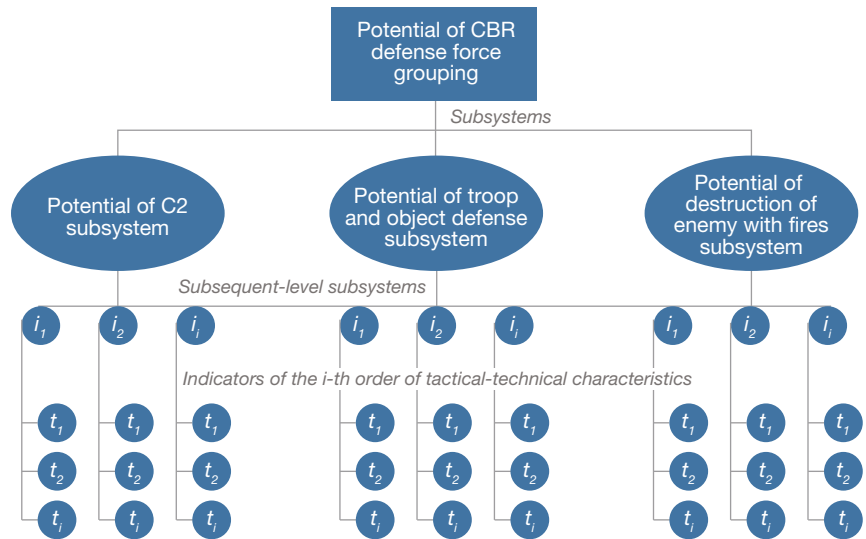 Potential of CBR
defense force
grouping
Subsystems
Potential of C2
subsystem
Potential of troop
and object defense
subsystem
Potential of
destruction of
enemy with fires
subsystem
Subsequent-level subsystems
i₁ i₂ iᵢ i₁ i₂ iᵢ i₁ i₂ iᵢ
Indicators of the i-th order of tactical-technical characteristics
t₁ t₁ t₁ t₁ t₁ t₁ t₁ t₁ t₁
t₂ t₂ t₂ t₂ t₂ t₂ t₂ t₂ t₂
tᵢ tᵢ tᵢ tᵢ tᵢ tᵢ tᵢ tᵢ tᵢ